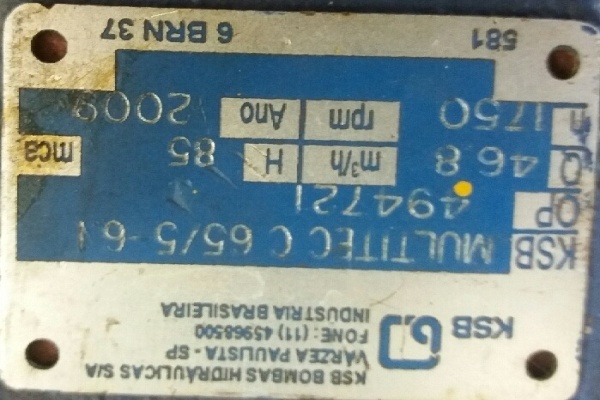 KSB BOMBAS HIDRÁULICAS S/A
VÁRZEA PAULISTA - SP
FONE: (11) 45968500
INDÚSTRIA BRASILEIRA
KSB
KSB MULTITEC C 65/5-6.1
OP 494721
Q 46.8 m³/h H 85 mca
n 1750 rpm Ano 2009
581 6 BRN 37